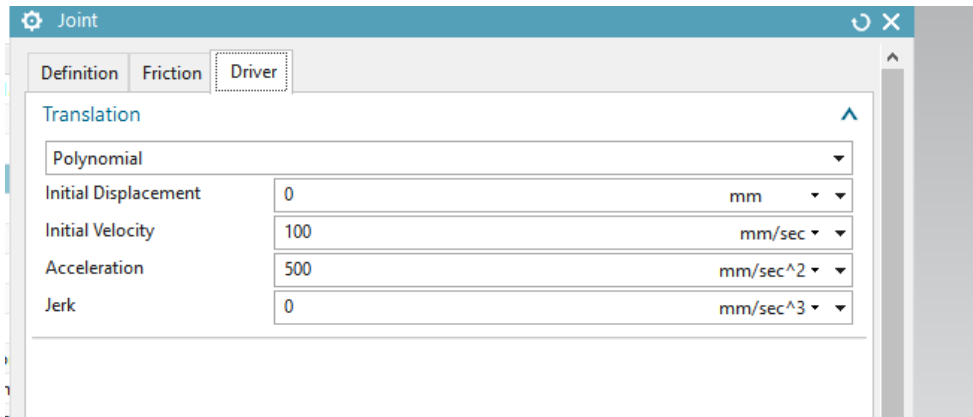 Joint
Definition Friction Driver
Translation
Polynomial
Initial Displacement 0 mm
Initial Velocity 100 mm/sec
Acceleration 500 mm/sec^2
Jerk 0 mm/sec^3